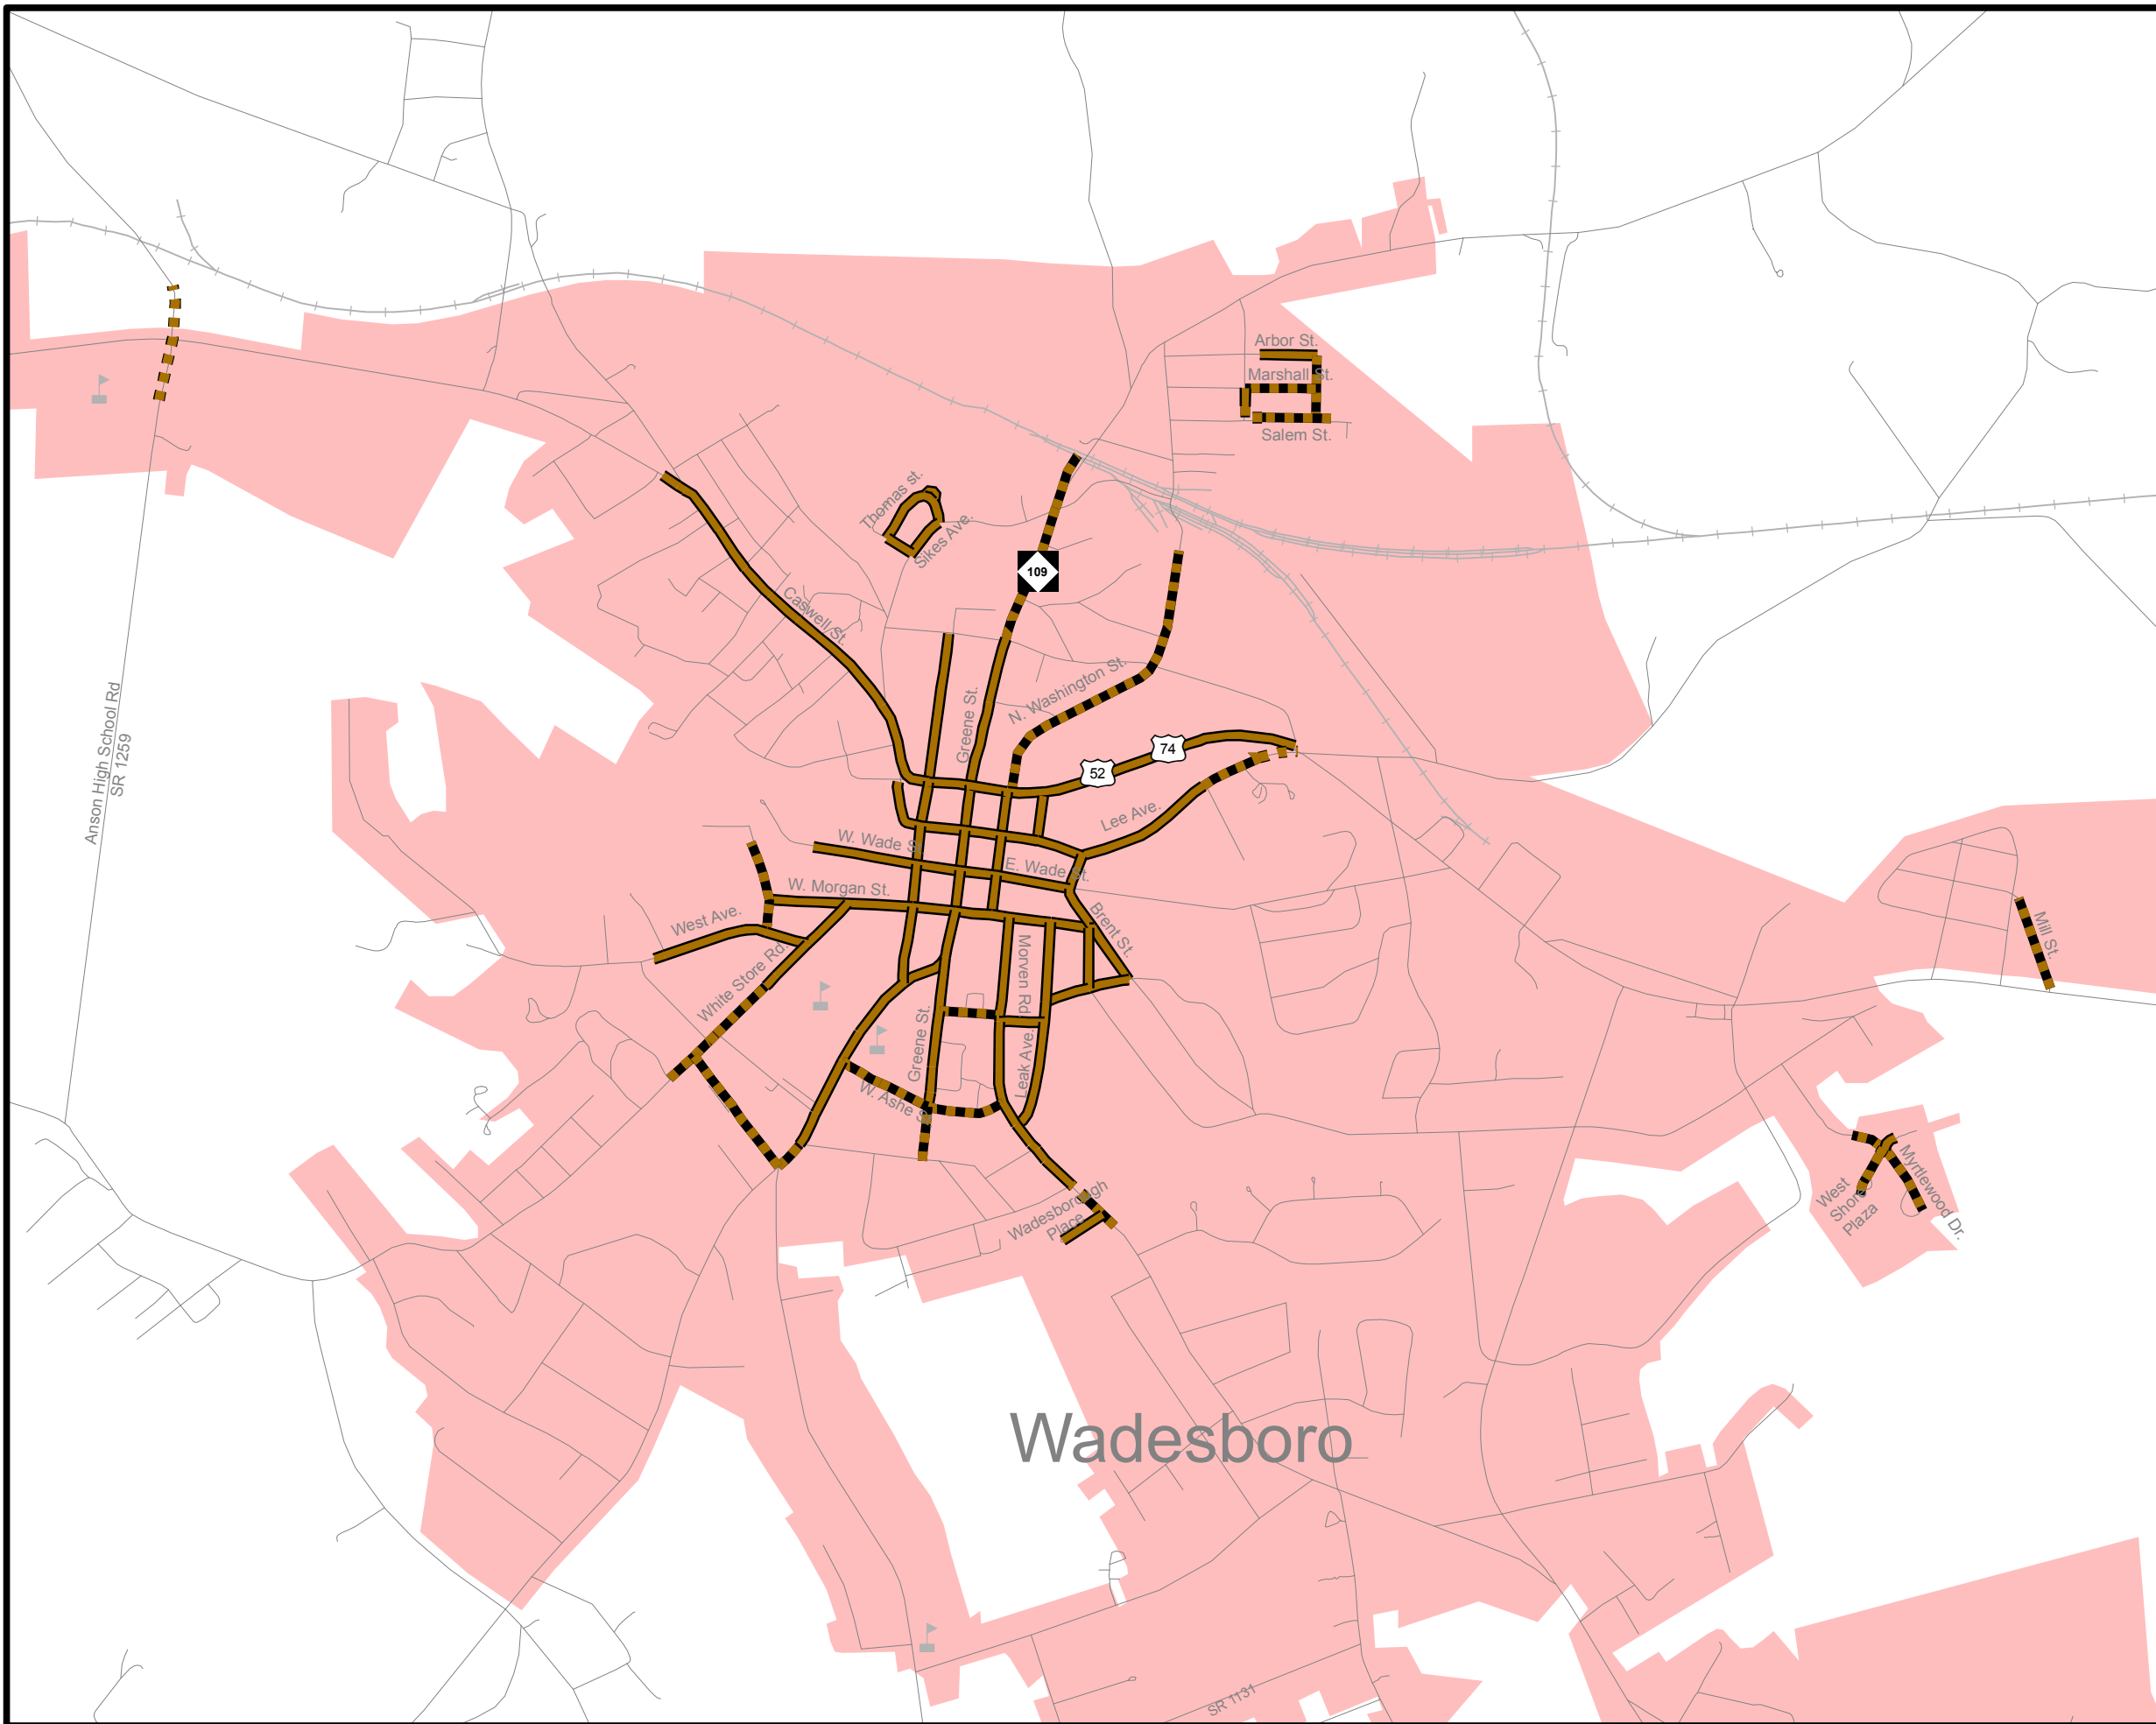 Arbor St.
Marshall St.
Salem St.
Thomas st.
Sikes Ave.
109
Caswell St.
Greene St.
N. Washington St.
74
52
Anson High School Rd
SR 1259
Lee Ave.
W. Wade S
E. Wade St.
W. Morgan St.
West Ave.
Brent St.
Mill St.
White Store Rd.
Morven Rd
Greene St.
Leak Ave.
W. Ashe S
West
Shore
Plaza
Myrtlewood Dr.
Wadesborough
Place
Wadesboro
SR 1131